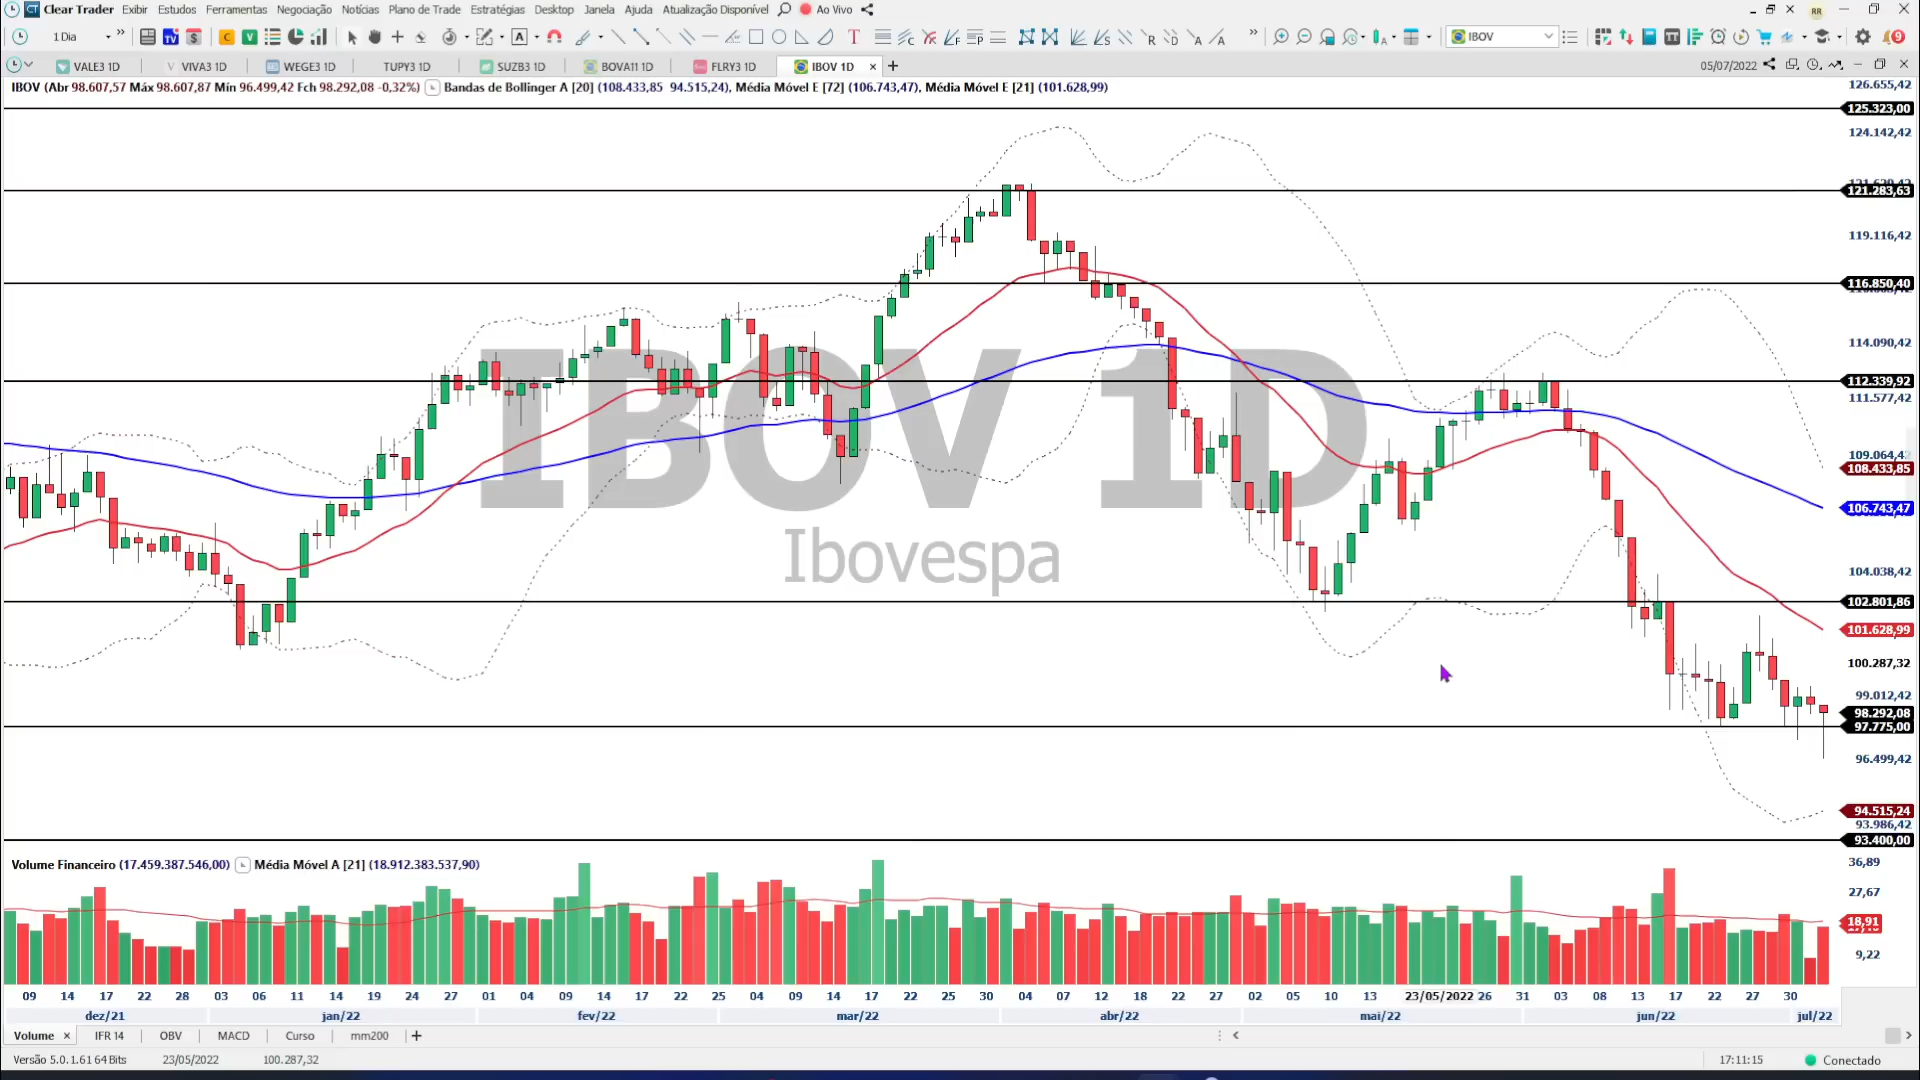 CT Clear Trader Exibir Estudos Ferramentas Negociação Notícias Plano de Trade Estratégias Desktop Janela Ajuda Atualização Disponível Ao Vivo RR
1 Dia IBOV
VALE3 1D VIVA3 1D WEGE3 1D TUPY3 1D SUZB3 1D BOVA11 1D FLRY3 1D IBOV 1D 05/07/2022
IBOV (Abr 98.607,57 Máx 98.607,87 Mín 96.499,42 Fch 98.292,08 -0,32%) Bandas de Bollinger A [20] (108.433,85 94.515,24), Média Móvel E [72] (106.743,47), Média Móvel E [21] (101.628,99)
126.655,42
125.323,00
124.142,42
121.283,63
119.116,42
116.850,40
114.090,42
112.339,92
111.577,42
109.064,42
108.433,85
106.743,47
104.038,42
102.801,86
101.628,99
100.287,32
99.012,42
98.292,08
97.775,00
96.499,42
94.515,24
93.986,42
93.400,00
IBOV 1D
Ibovespa
Volume Financeiro (17.459.387.546,00) Média Móvel A [21] (18.912.383.537,90)
36,89
27,67
18,91
9,22
09 14 17 22 28 03 06 11 14 19 24 27 01 04 09 14 17 22 25 04 09 14 17 22 25 30 04 07 12 18 22 27 02 05 10 13 23/05/2022 26 31 03 08 13 17 22 27 30
dez/21 jan/22 fev/22 mar/22 abr/22 mai/22 jun/22 jul/22
Volume IFR 14 OBV MACD Curso mm200
Versão 5.0.1.61 64 Bits 23/05/2022 100.287,32 17:11:15 Conectado